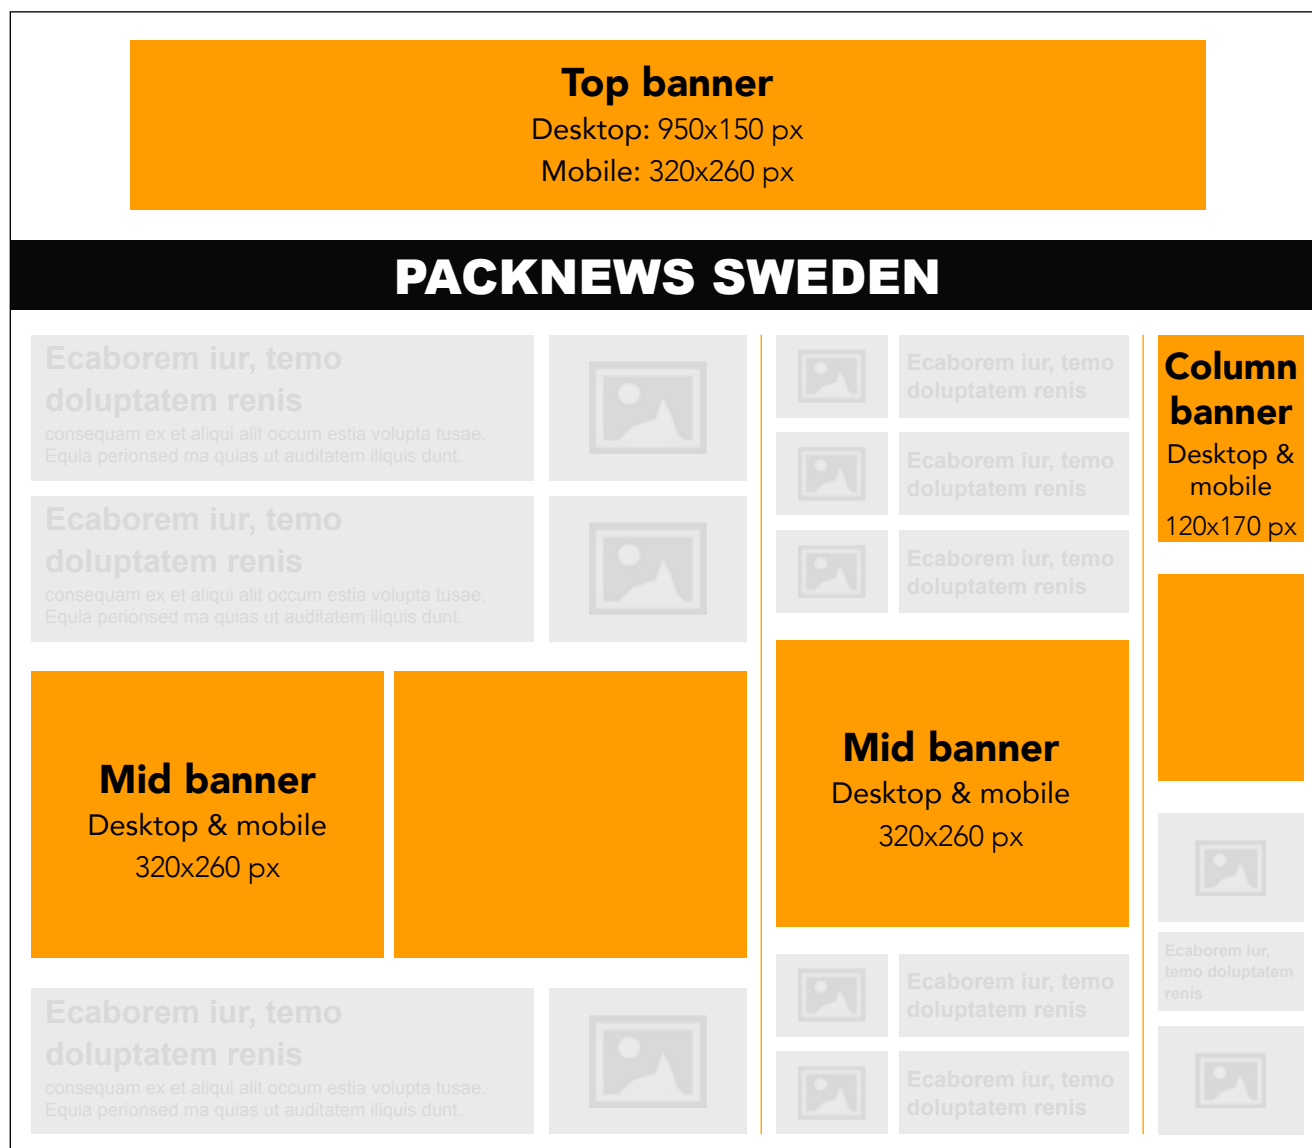 Top banner
Desktop: 950x150 px
Mobile: 320x260 px
PACKNEWS SWEDEN
Ecaborem iur, temo
doluptatem renis
consequam ex et aliqui alit occum estia volupta tusae.
Equia perionsed ma quias ut auditatem iliquis dunt.
Ecaborem iur, temo
doluptatem renis
consequam ex et aliqui alit occum estia volupta tusae.
Equia perionsed ma quias ut auditatem iliquis dunt.
Mid banner
Desktop & mobile
320x260 px
Ecaborem iur, temo
doluptatem renis
consequam ex et aliqui alit occum estia volupta tusae.
Equia perionsed ma quias ut auditatem iliquis dunt.
Ecaborem iur, temo
doluptatem renis
Ecaborem iur, temo
doluptatem renis
Ecaborem iur, temo
doluptatem renis
Mid banner
Desktop & mobile
320x260 px
Ecaborem iur, temo
doluptatem renis
Ecaborem iur, temo
doluptatem renis
Column
banner
Desktop &
mobile
120x170 px
Ecaborem iur,
temo doluptatem
renis